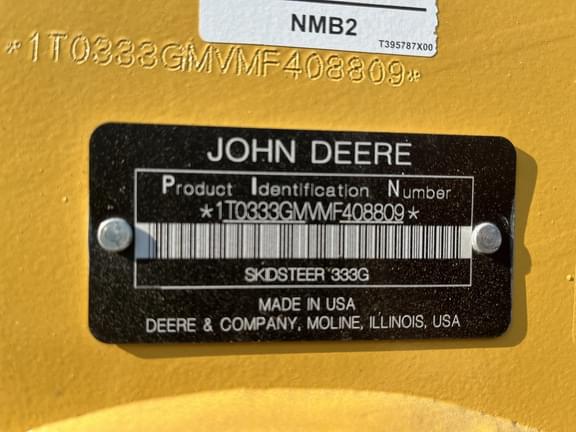 NMB2
T395787X00
*1T0333GMVMF408809*
JOHN DEERE
Product Identification Number
*1T0333GMVMF408809*
SKIDSTEER 333G
MADE IN USA
DEERE & COMPANY, MOLINE, ILLINOIS, USA